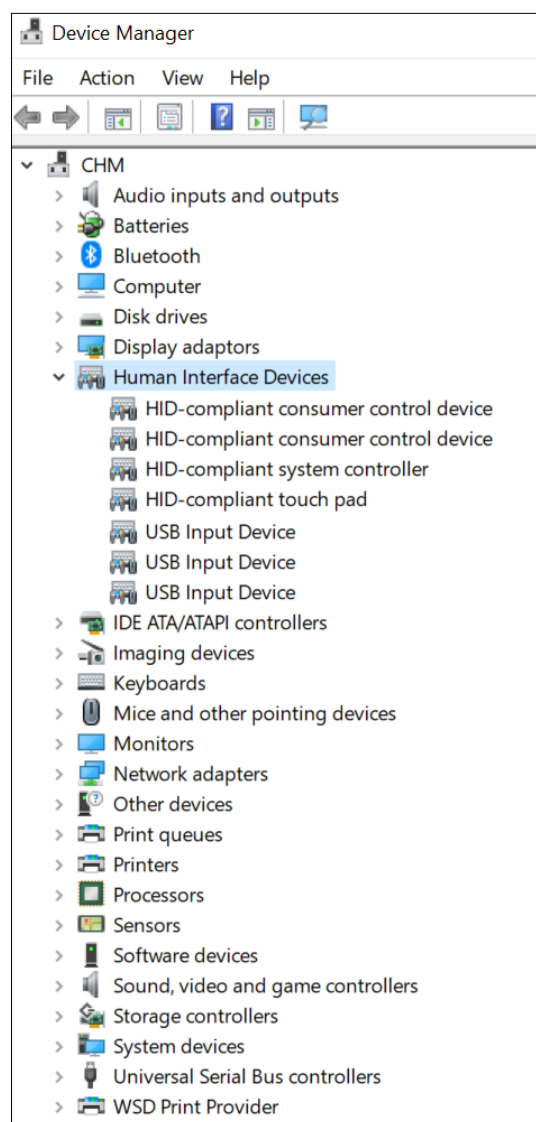 Device Manager
File Action View Help
CHM
Audio inputs and outputs
Batteries
Bluetooth
Computer
Disk drives
Display adaptors
Human Interface Devices
HID-compliant consumer control device
HID-compliant consumer control device
HID-compliant system controller
HID-compliant touch pad
USB Input Device
USB Input Device
USB Input Device
IDE ATA/ATAPI controllers
Imaging devices
Keyboards
Mice and other pointing devices
Monitors
Network adapters
Other devices
Print queues
Printers
Processors
Sensors
Software devices
Sound, video and game controllers
Storage controllers
System devices
Universal Serial Bus controllers
WSD Print Provider